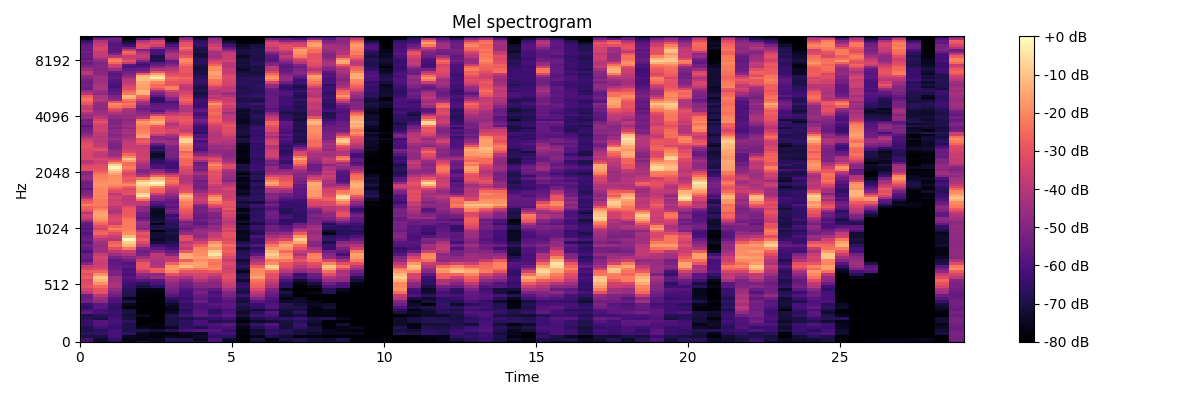 Mel spectrogram
8192
4096
2048
1024
512
0
Hz
0 5 10 15 20 25
Time
+0 dB
-10 dB
-20 dB
-30 dB
-40 dB
-50 dB
-60 dB
-70 dB
-80 dB